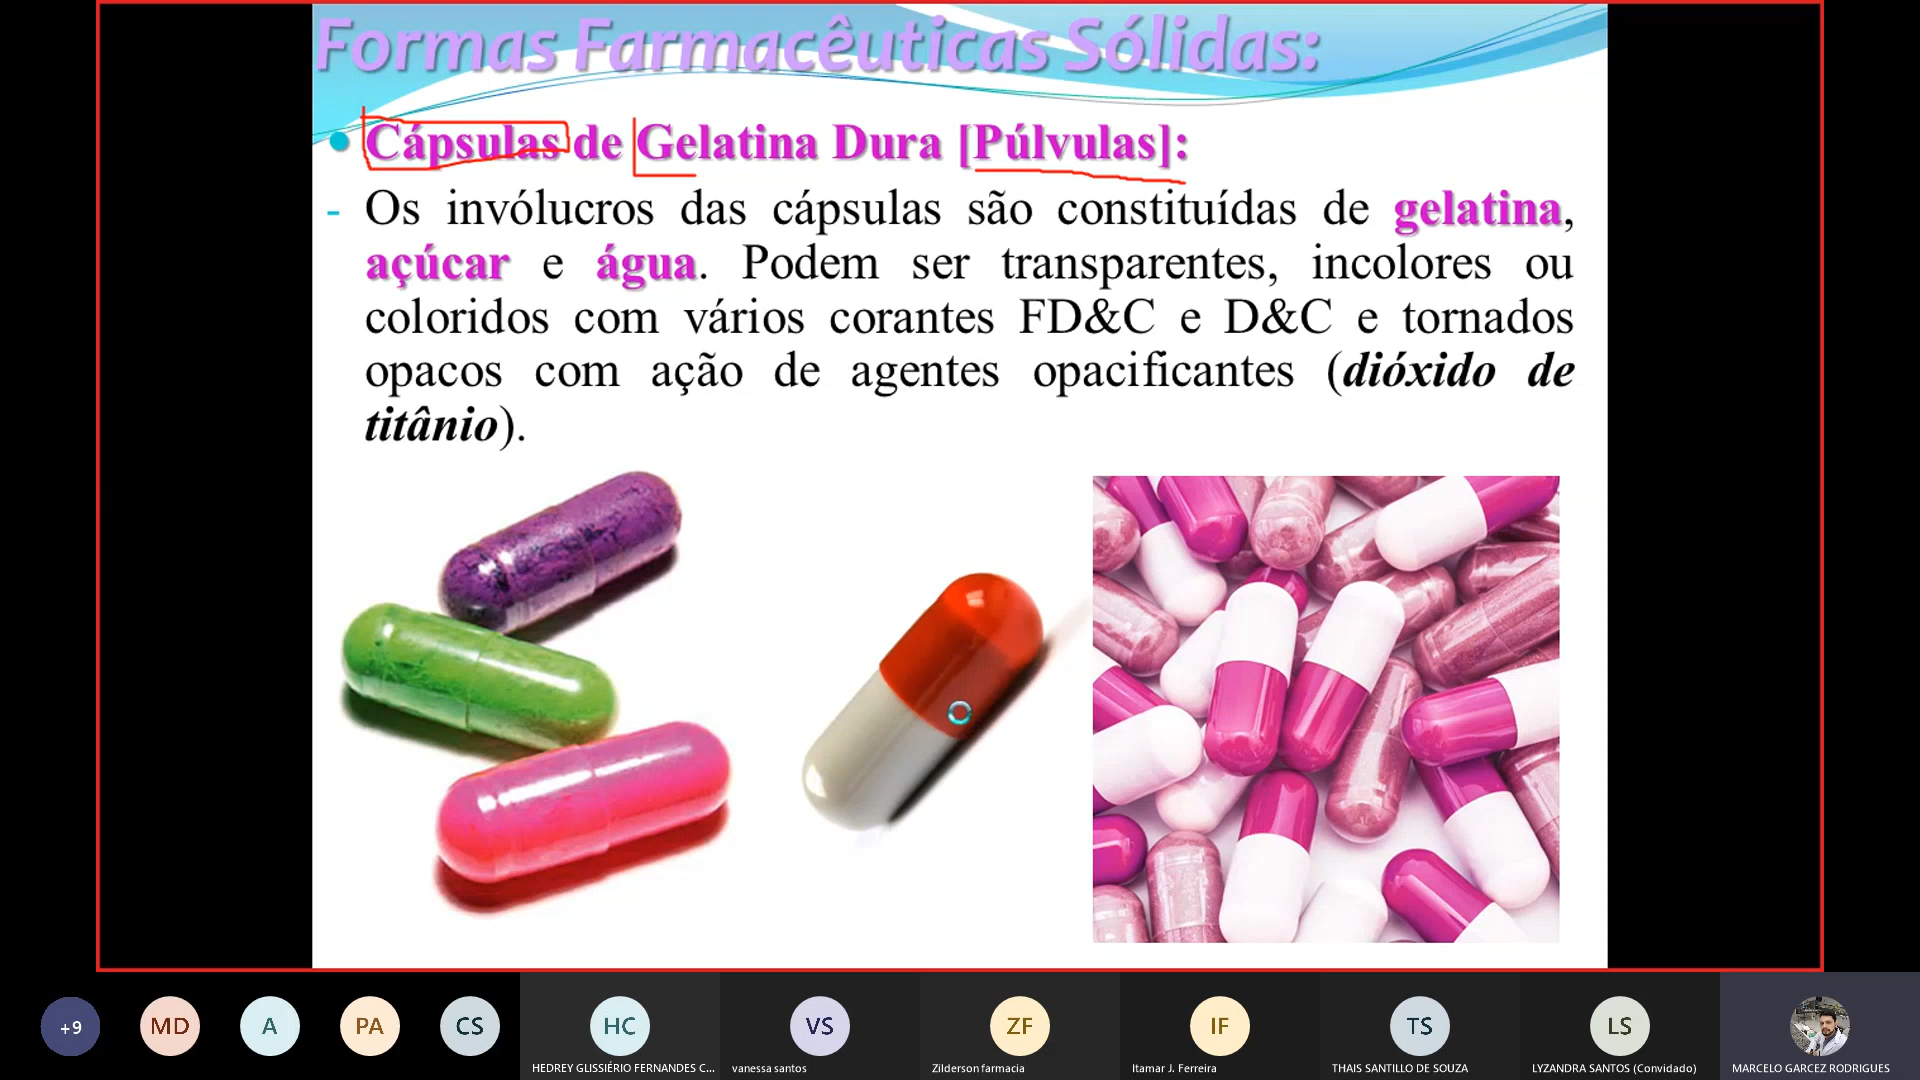 Formas Farmacêuticas Sólidas:
• Cápsulas de Gelatina Dura [Púlvulas]:
- Os invólucros das cápsulas são constituídas de gelatina,
açúcar e água. Podem ser transparentes, incolores ou
coloridos com vários corantes FD&C e D&C e tornados
opacos com ação de agentes opacificantes (dióxido de
titânio).
+9
MD
A
PA
CS
HC
VS
ZF
IF
TS
LS
HEDREY GLISSIÉRIO FERNANDES C...
vanessa santos
Zilderson farmacia
Itamar J. Ferreira
THAIS SANTILLO DE SOUZA
LYZANDRA SANTOS (Convidado)
MARCELO GARCEZ RODRIGUES